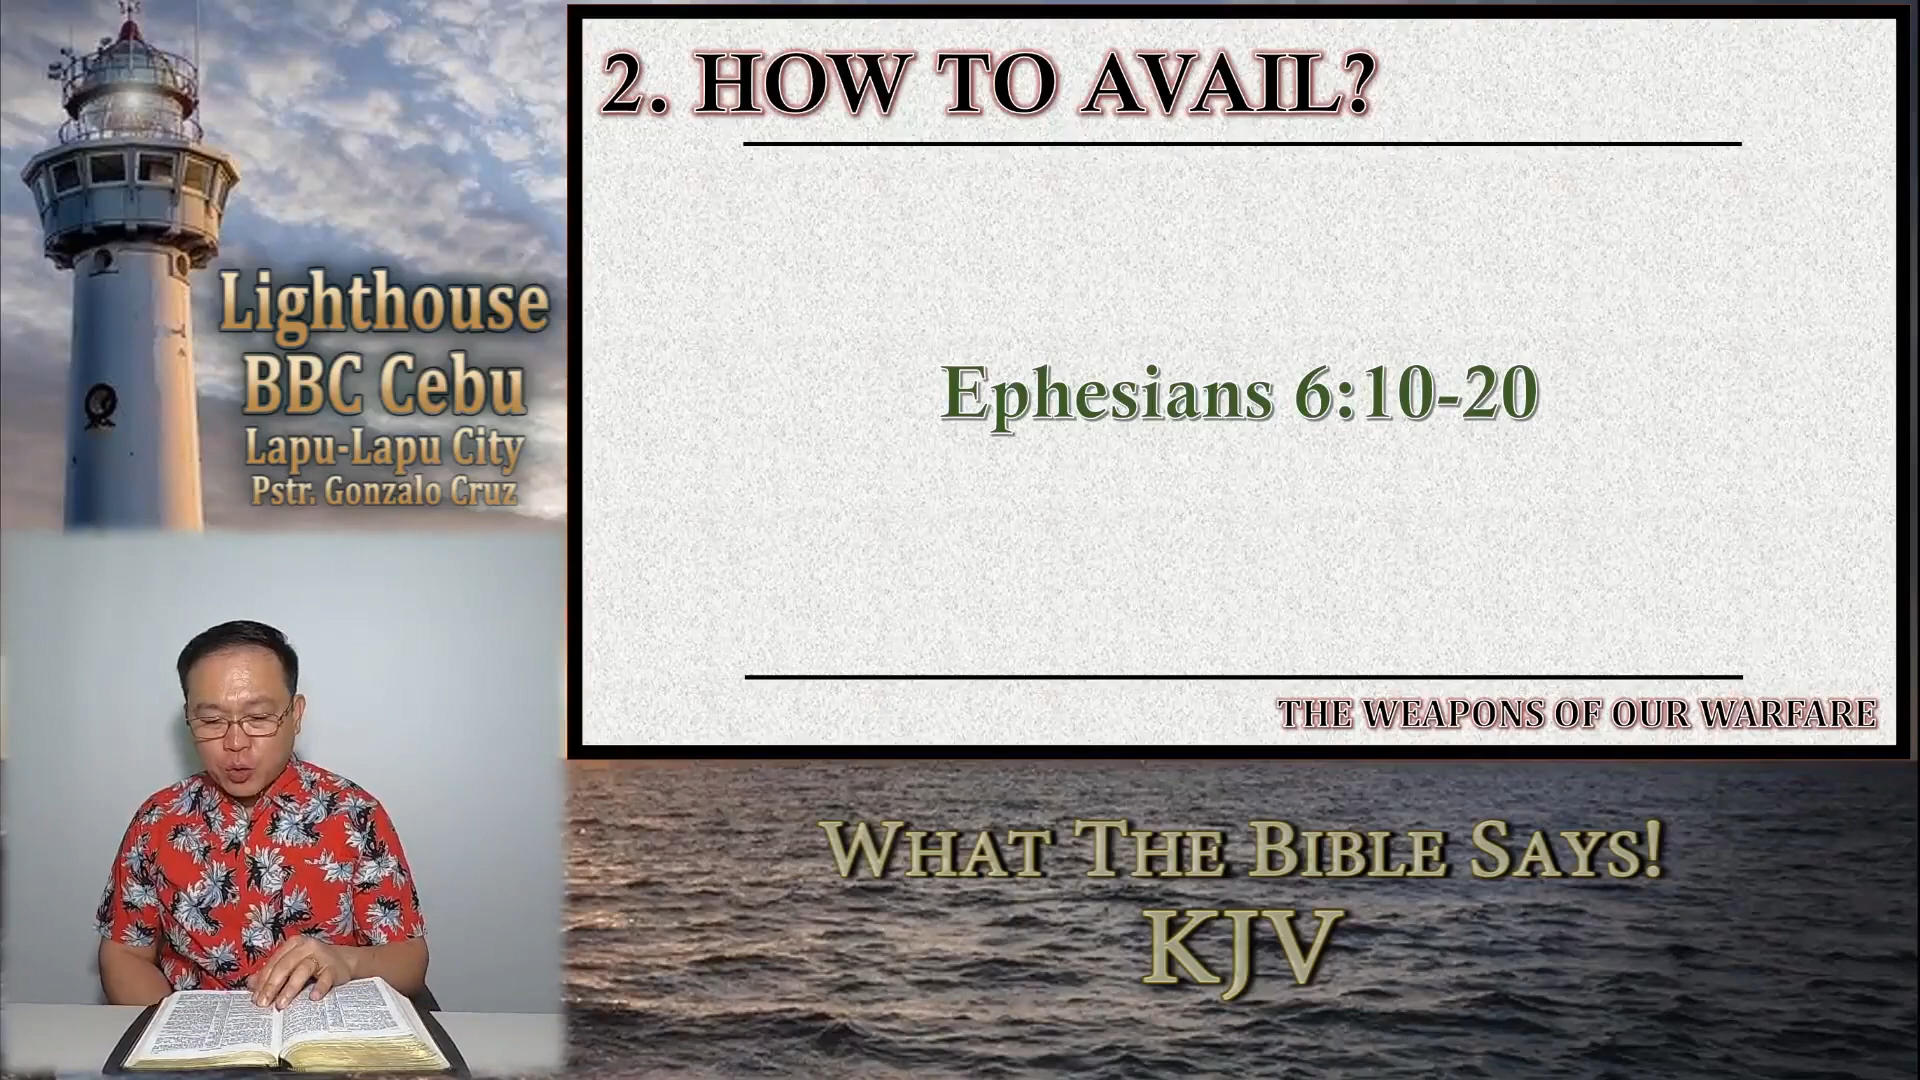 Lighthouse
BBC Cebu
Lapu-Lapu City
Pstr. Gonzalo Cruz
2. HOW TO AVAIL?
Ephesians 6:10-20
THE WEAPONS OF OUR WARFARE
WHAT THE BIBLE SAYS!
KJV